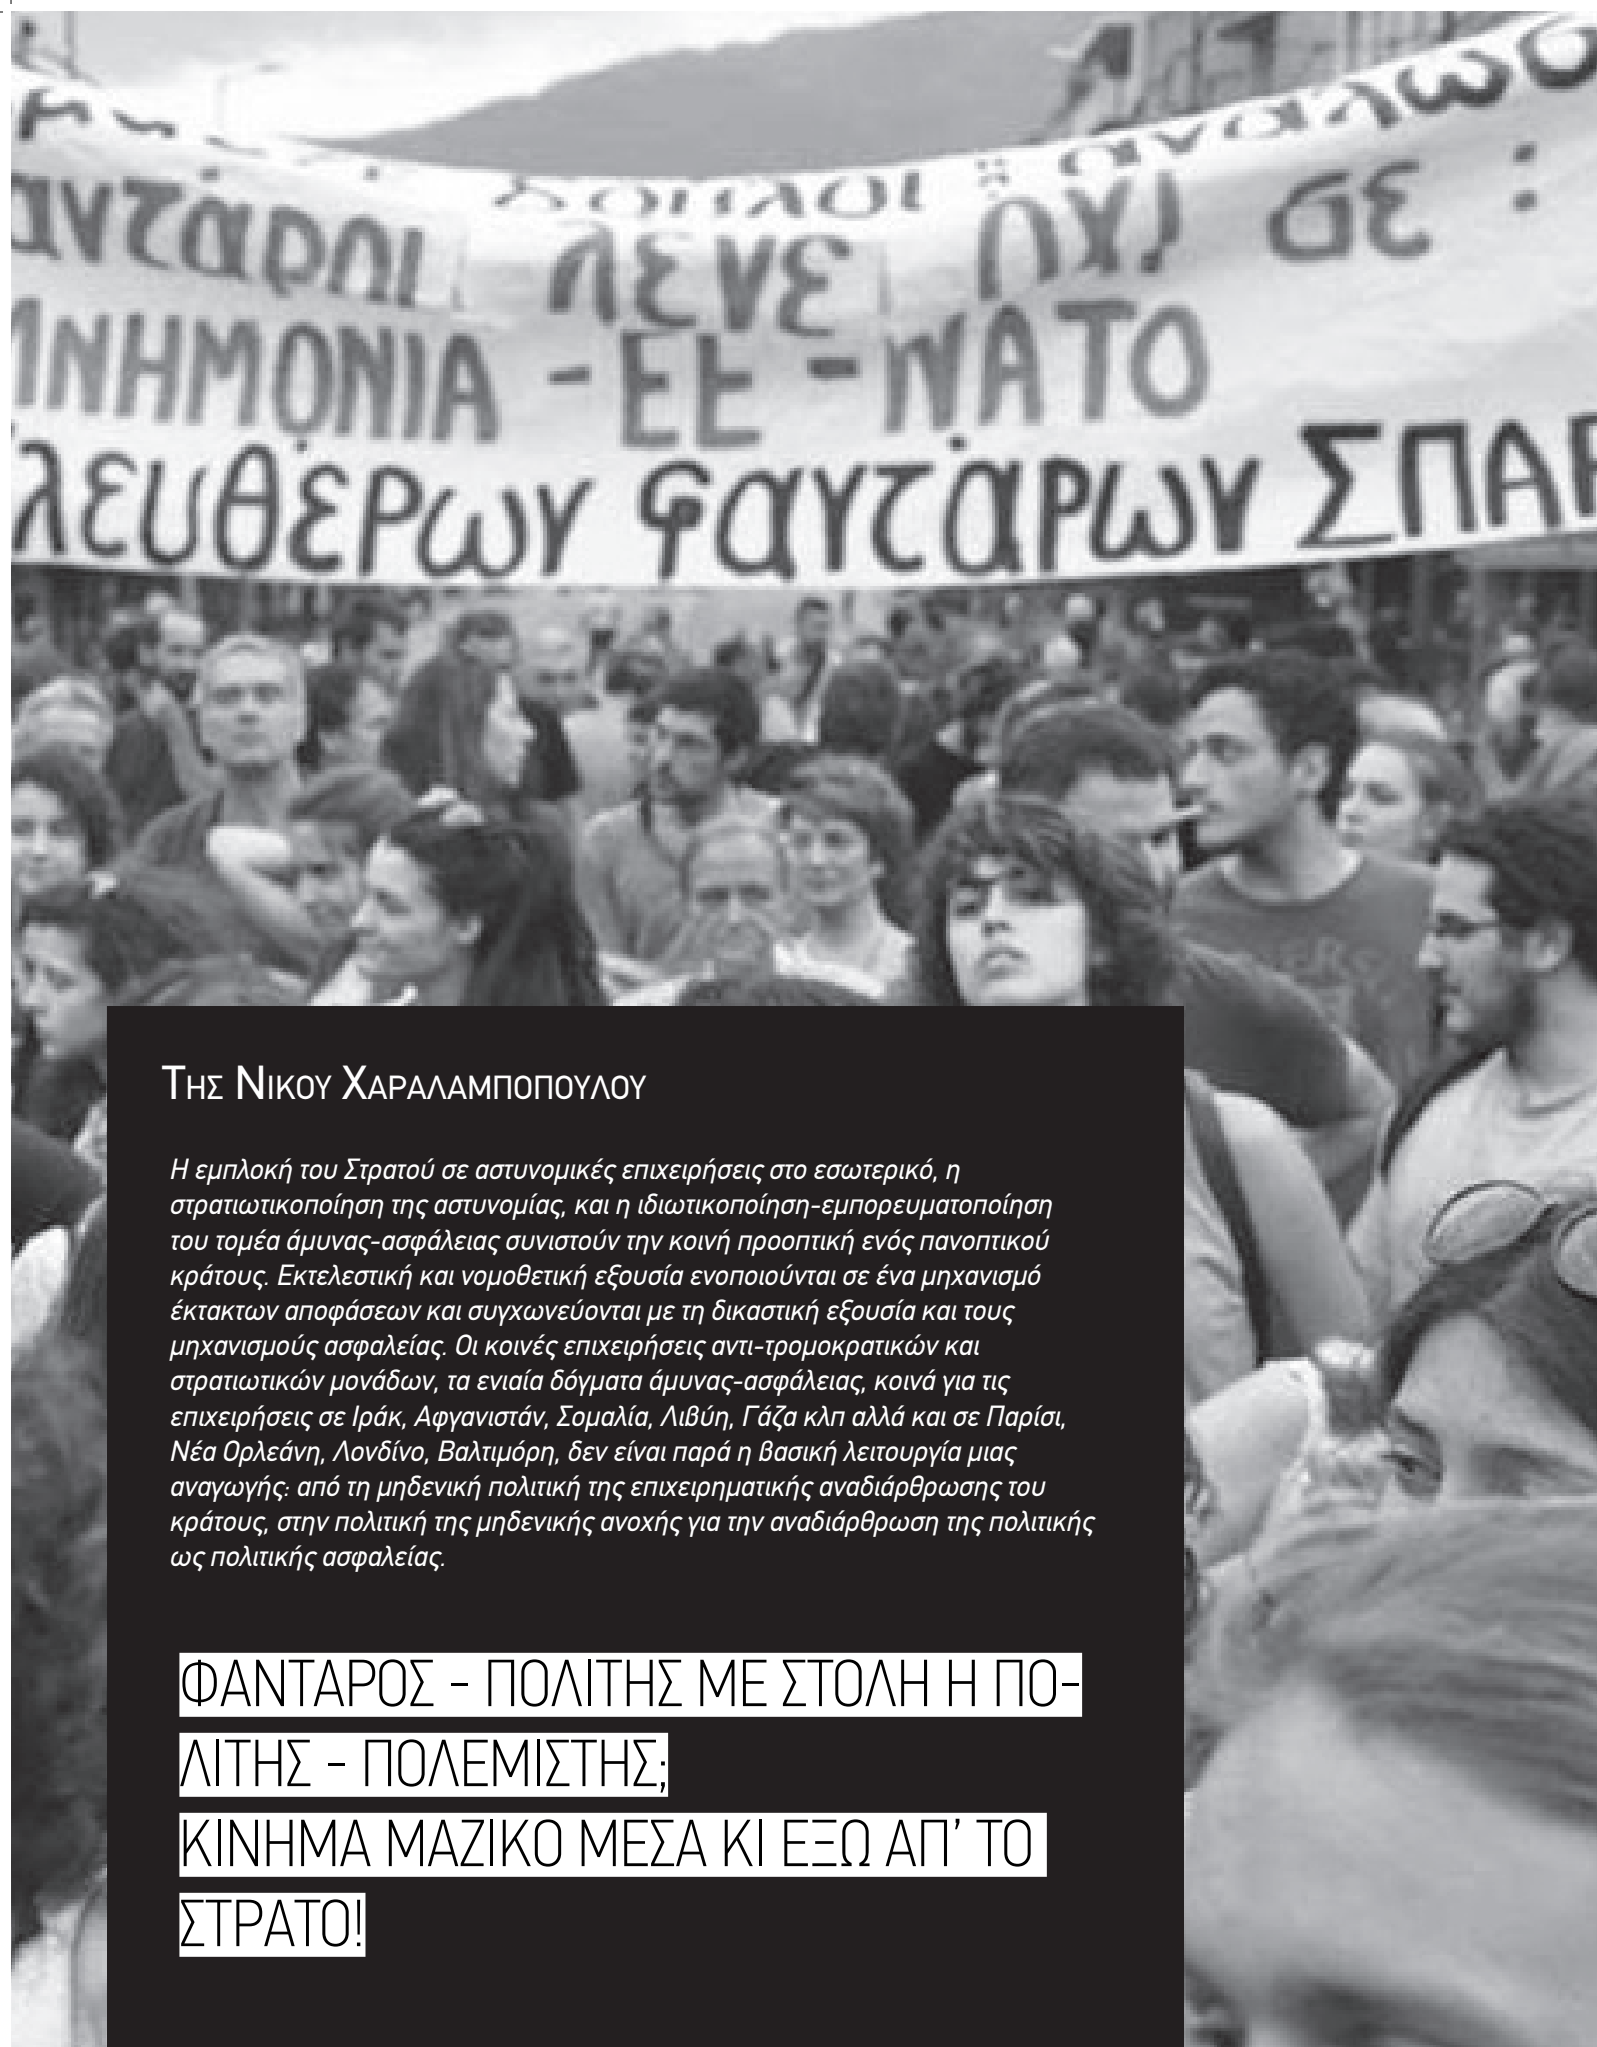 άοπλοι : αναλώσ
αντάροι λένε όχι σε :
ΜΝΗΜΟΝΙΑ - ΕΕ - ΝΑΤΟ
λευθέρων φαντάρων ΣΠΑΡ
Της Νικου Χαραλαμποπουλου
Η εμπλοκή του Στρατού σε αστυνομικές επιχειρήσεις στο εσωτερικό, η
στρατιωτικοποίηση της αστυνομίας, και η ιδιωτικοποίηση-εμπορευματοποίηση
του τομέα άμυνας-ασφάλειας συνιστούν την κοινή προοπτική ενός πανοπτικού
κράτους. Εκτελεστική και νομοθετική εξουσία ενοποιούνται σε ένα μηχανισμό
έκτακτων αποφάσεων και συγχωνεύονται με τη δικαστική εξουσία και τους
μηχανισμούς ασφαλείας. Οι κοινές επιχειρήσεις αντι-τρομοκρατικών και
στρατιωτικών μονάδων, τα ενιαία δόγματα άμυνας-ασφάλειας, κοινά για τις
επιχειρήσεις σε Ιράκ, Αφγανιστάν, Σομαλία, Λιβύη, Γάζα κλπ αλλά και σε Παρίσι,
Νέα Ορλεάνη, Λονδίνο, Βαλτιμόρη, δεν είναι παρά η βασική λειτουργία μιας
αναγωγής: από τη μηδενική πολιτική της επιχειρηματικής αναδιάρθρωσης του
κράτους, στην πολιτική της μηδενικής ανοχής για την αναδιάρθρωση της πολιτικής
ως πολιτικής ασφαλείας.
ΦΑΝΤΑΡΟΣ - ΠΟΛΙΤΗΣ ΜΕ ΣΤΟΛΗ Η ΠΟ-
ΛΙΤΗΣ - ΠΟΛΕΜΙΣΤΗΣ;
ΚΙΝΗΜΑ ΜΑΖΙΚΟ ΜΕΣΑ ΚΙ ΕΞΩ ΑΠ’ ΤΟ
ΣΤΡΑΤΟ!